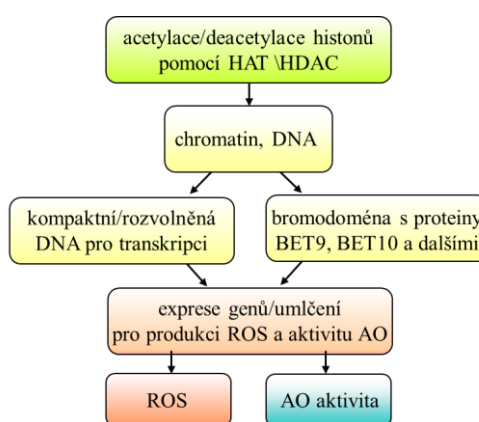 acetylace/deacetylace histonů
pomocí HAT \HDAC
chromatin, DNA
kompaktní/rozvolněná
DNA pro transkripci
bromodoména s proteiny
BET9, BET10 a dalšími
exprese genů/umlčení
pro produkci ROS a aktivitu AO
ROS
AO aktivita